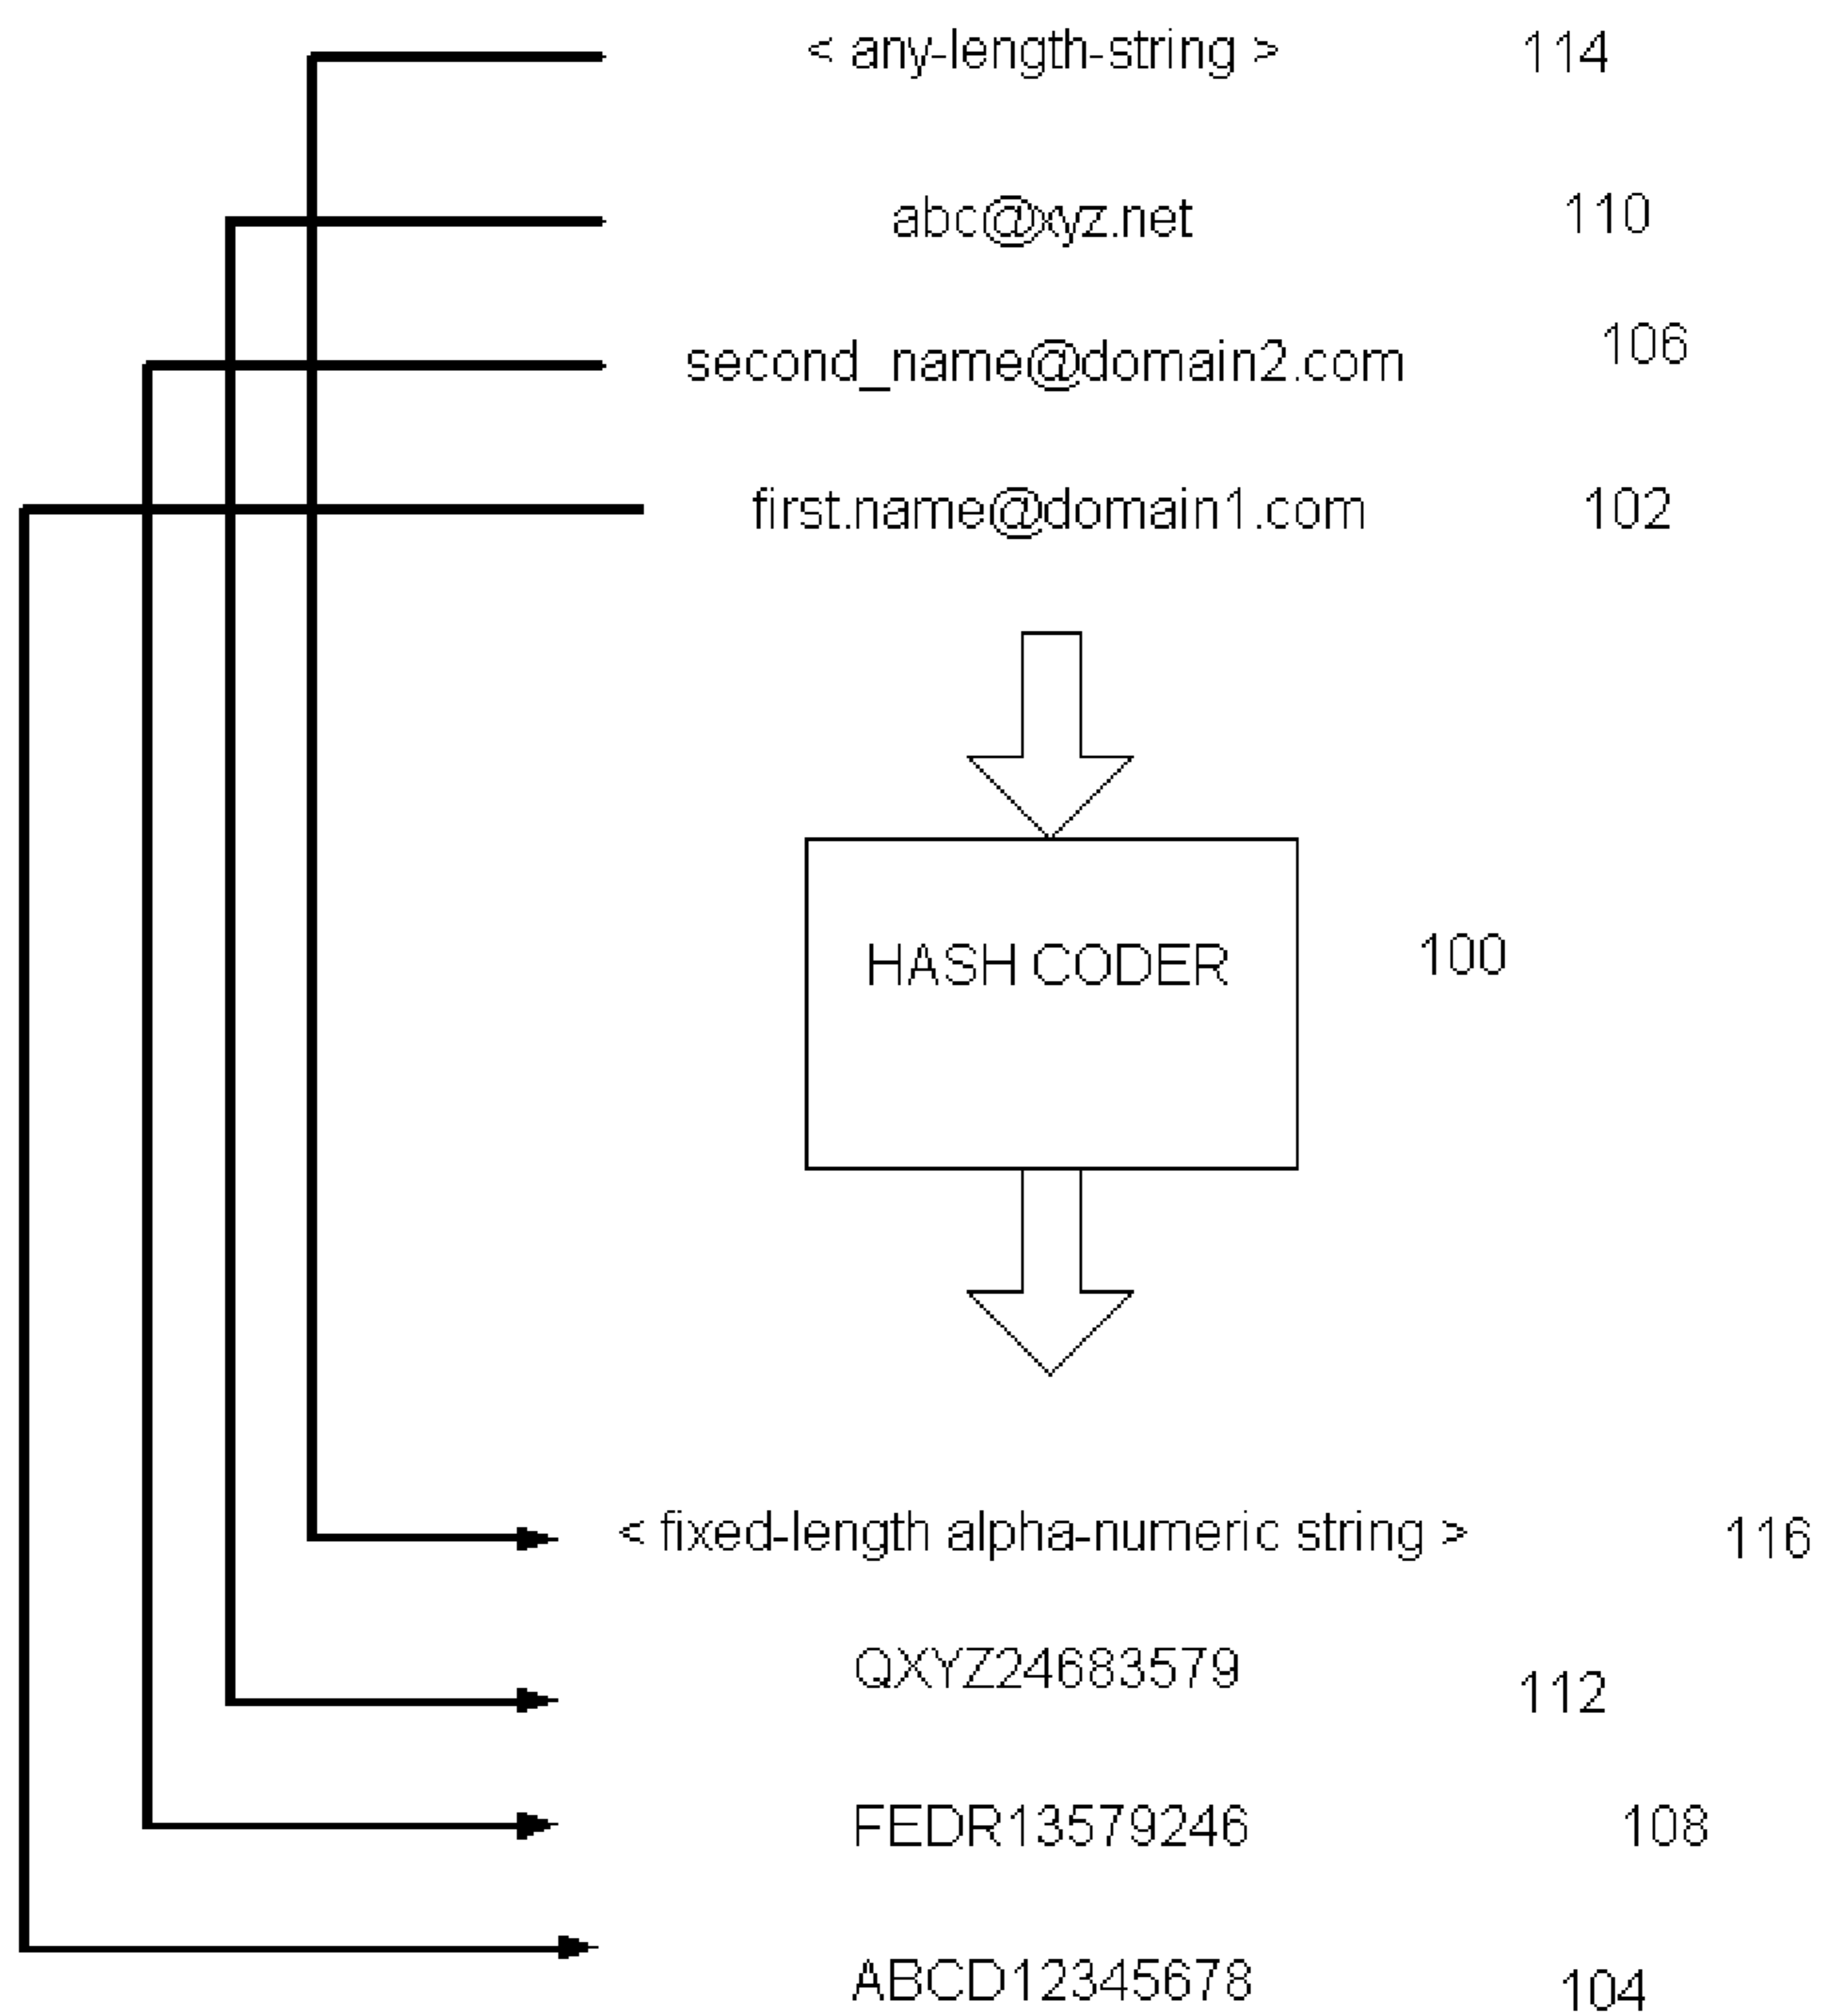 < any-length-string > 114
abc@xyz.net 110
second_name@domain2.com 106
first.name@domain1.com 102
HASH CODER 100
< fixed-length alpha-numeric string > 116
QXYZ24683579 112
FEDR13579246 108
ABCD12345678 104